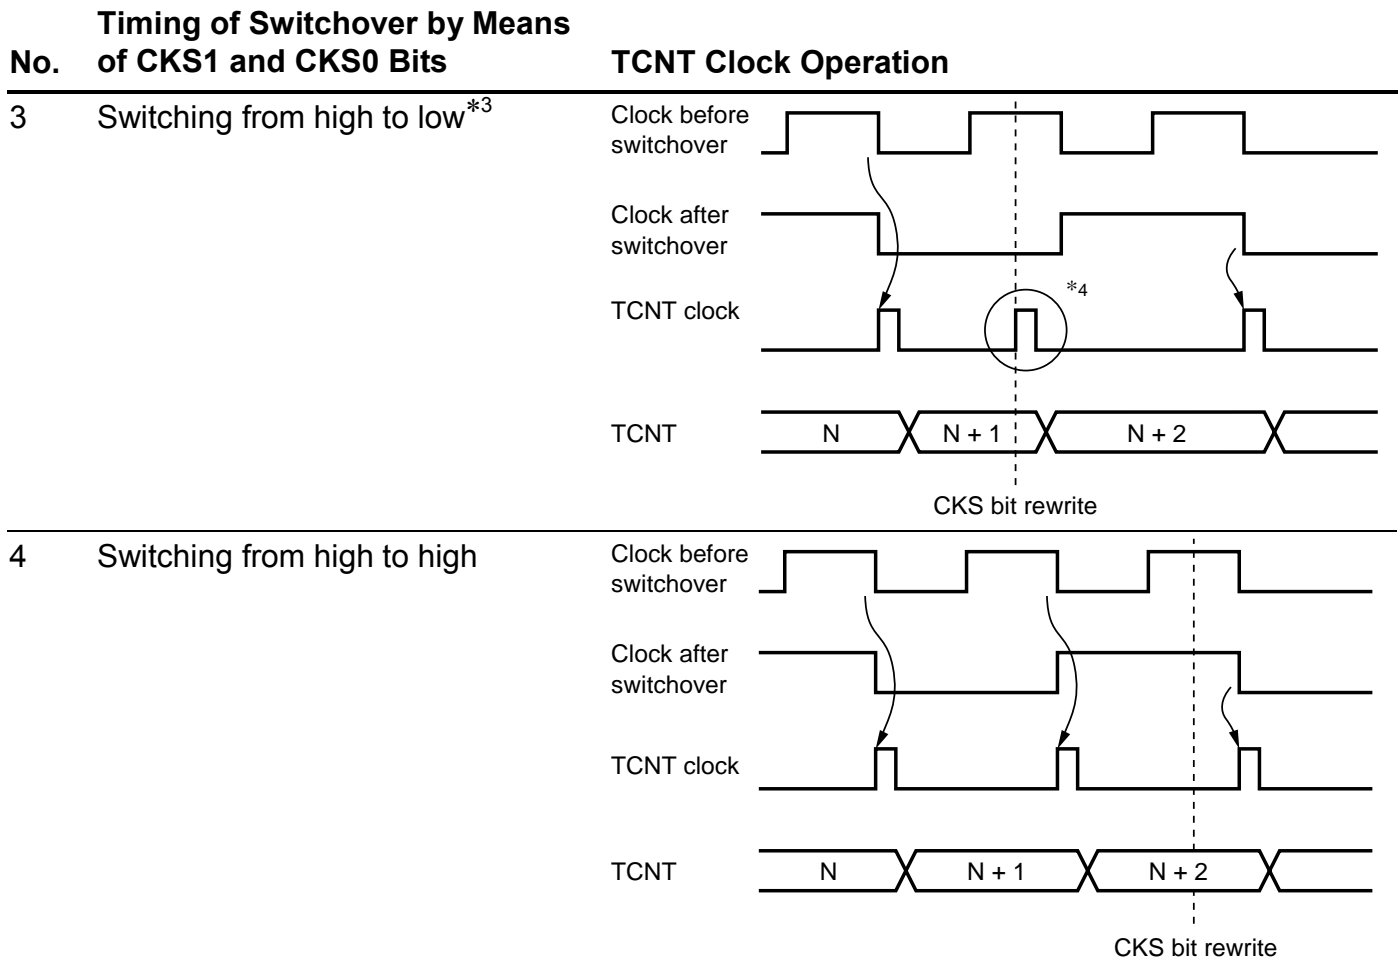 Timing of Switchover by Means
No. of CKS1 and CKS0 Bits TCNT Clock Operation
3 Switching from high to low*3
Clock before
switchover
Clock after
switchover
*4
TCNT clock
TCNT N N + 1 N + 2
CKS bit rewrite
4 Switching from high to high
Clock before
switchover
Clock after
switchover
TCNT clock
TCNT N N + 1 N + 2
CKS bit rewrite